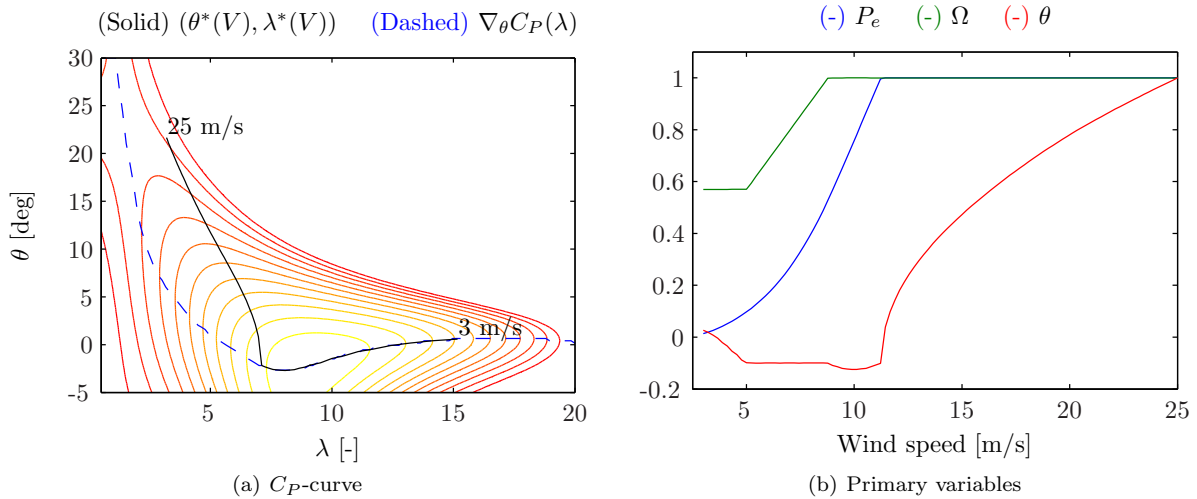 (Solid) (θ*(V), λ*(V)) (Dashed) ∇θCP(λ)
30
25
20
15
10
5
0
-5
θ [deg]
25 m/s
3 m/s
5 10 15 20
λ [-]
(a) CP-curve
(-) Pe (-) Ω (-) θ
1
0.8
0.6
0.4
0.2
0
-0.2
5 10 15 20 25
Wind speed [m/s]
(b) Primary variables